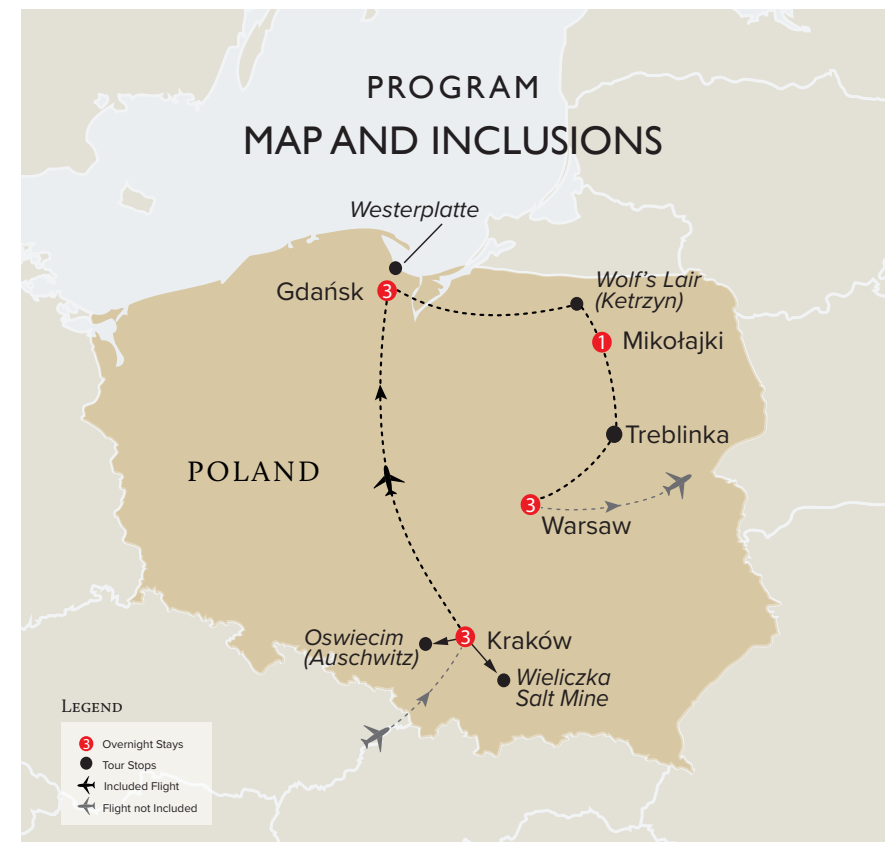 PROGRAM
MAP AND INCLUSIONS
Westerplatte
Gdańsk
3
Wolf's Lair
(Ketrzyn)
1
Mikołajki
Treblinka
POLAND
3
Warsaw
Oswiecim
(Auschwitz)
3
Kraków
Wieliczka
Salt Mine
LEGEND
3 Overnight Stays
Tour Stops
Included Flight
Flight not Included